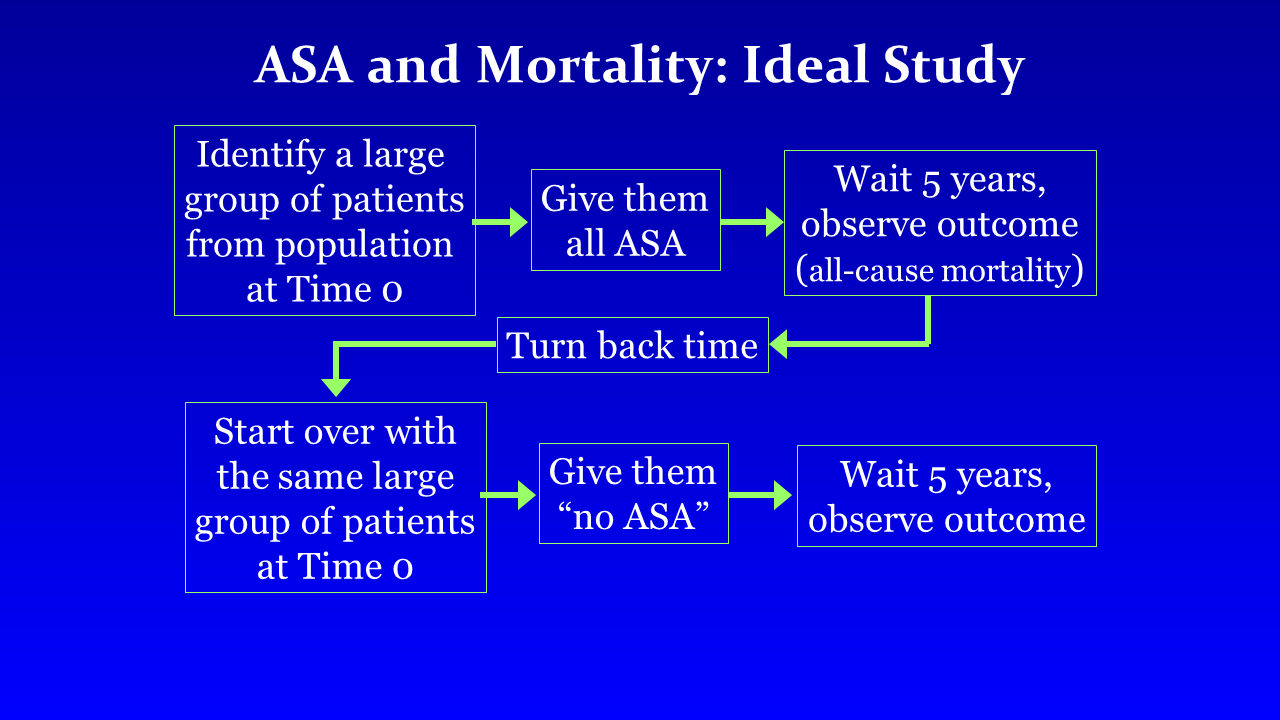 ASA and Mortality: Ideal Study
Identify a large
group of patients
from population
at Time 0
Give them
all ASA
Wait 5 years,
observe outcome
(all-cause mortality)
Turn back time
Start over with
the same large
group of patients
at Time 0
Give them
“no ASA”
Wait 5 years,
observe outcome